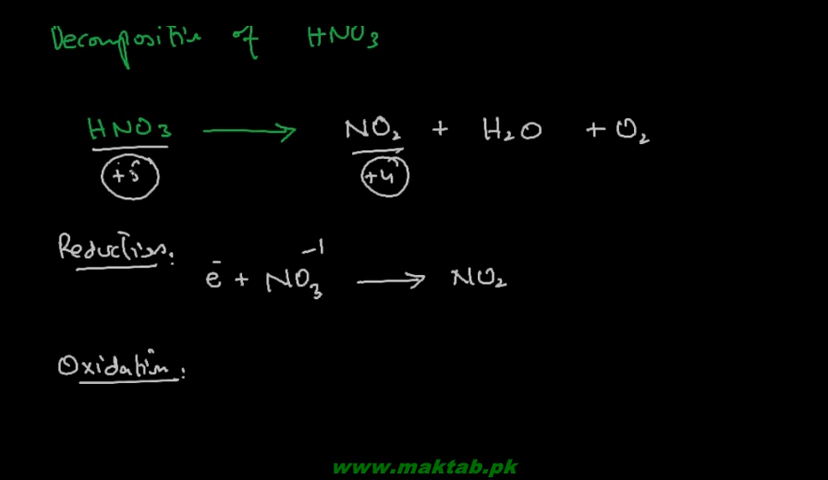 Decomposition of HNO3
HNO3 ⟶ NO2 + H2O + O2
+5 +4
Reduction:
e⁻ + NO3⁻¹ ⟶ NO2
Oxidation:
www.maktab.pk